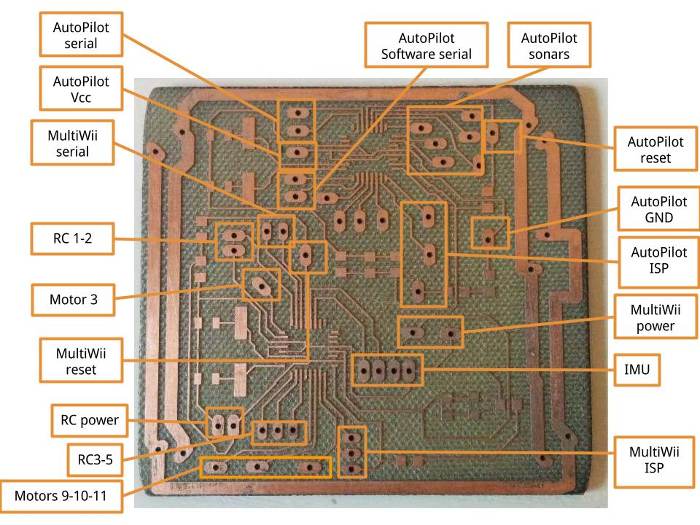 AutoPilot
serial
AutoPilot
Software serial
AutoPilot
sonars
AutoPilot
Vcc
MultiWii
serial
AutoPilot
reset
AutoPilot
GND
RC 1-2
AutoPilot
ISP
Motor 3
MultiWii
power
MultiWii
reset
IMU
RC power
RC3-5
MultiWii
ISP
Motors 9-10-11